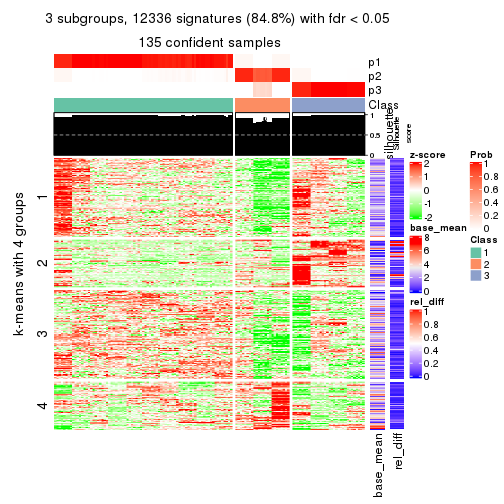 3 subgroups, 12336 signatures (84.8%) with fdr < 0.05
135 confident samples
p1
p2
p3
Class
1
0.5
0
silhouette
Silhouette
score
k-means with 4 groups
1
2
3
4
base_mean
rel_diff
z-score
2
1
0
-1
-2
base_mean
8
6
4
2
0
rel_diff
1
0.8
0.6
0.4
0.2
0
Prob
1
0.8
0.6
0.4
0.2
0
Class
1
2
3